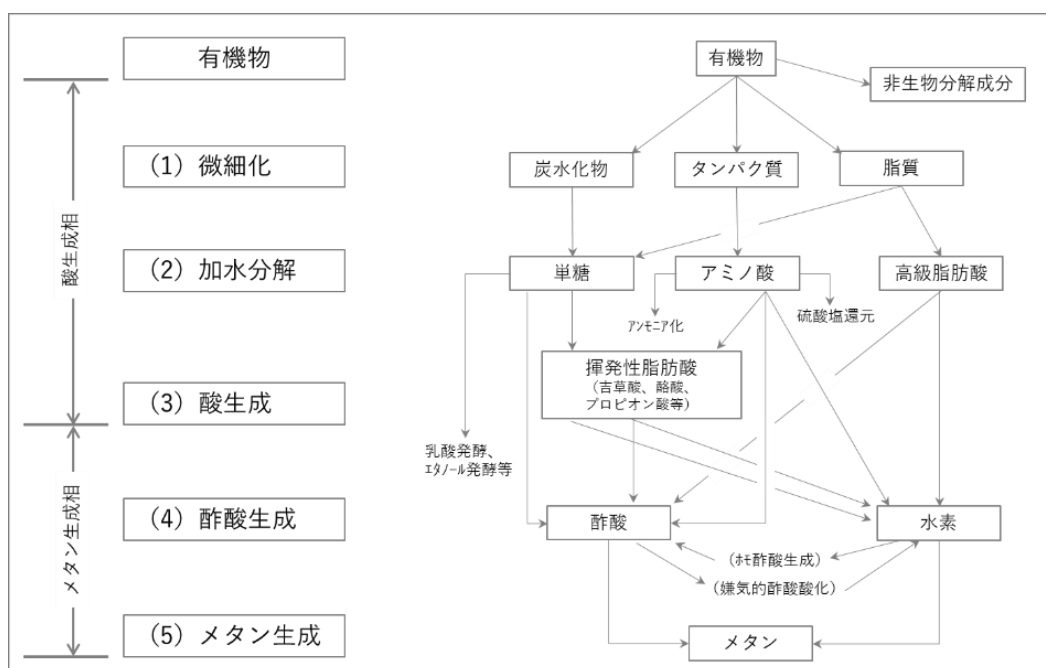 有機物
(1) 微細化
(2) 加水分解
(3) 酸生成
(4) 酢酸生成
(5) メタン生成
酸生成相
メタン生成相
有機物
非生物分解成分
炭水化物
タンパク質
脂質
単糖
アミノ酸
高級脂肪酸
ｱﾝﾓﾆｱ化
硫酸塩還元
揮発性脂肪酸
(吉草酸、酪酸、
プロピオン酸等)
乳酸発酵、
ｴﾀﾉｰﾙ発酵等
酢酸
水素
(ﾎﾓ酢酸生成)
(嫌気的酢酸酸化)
メタン